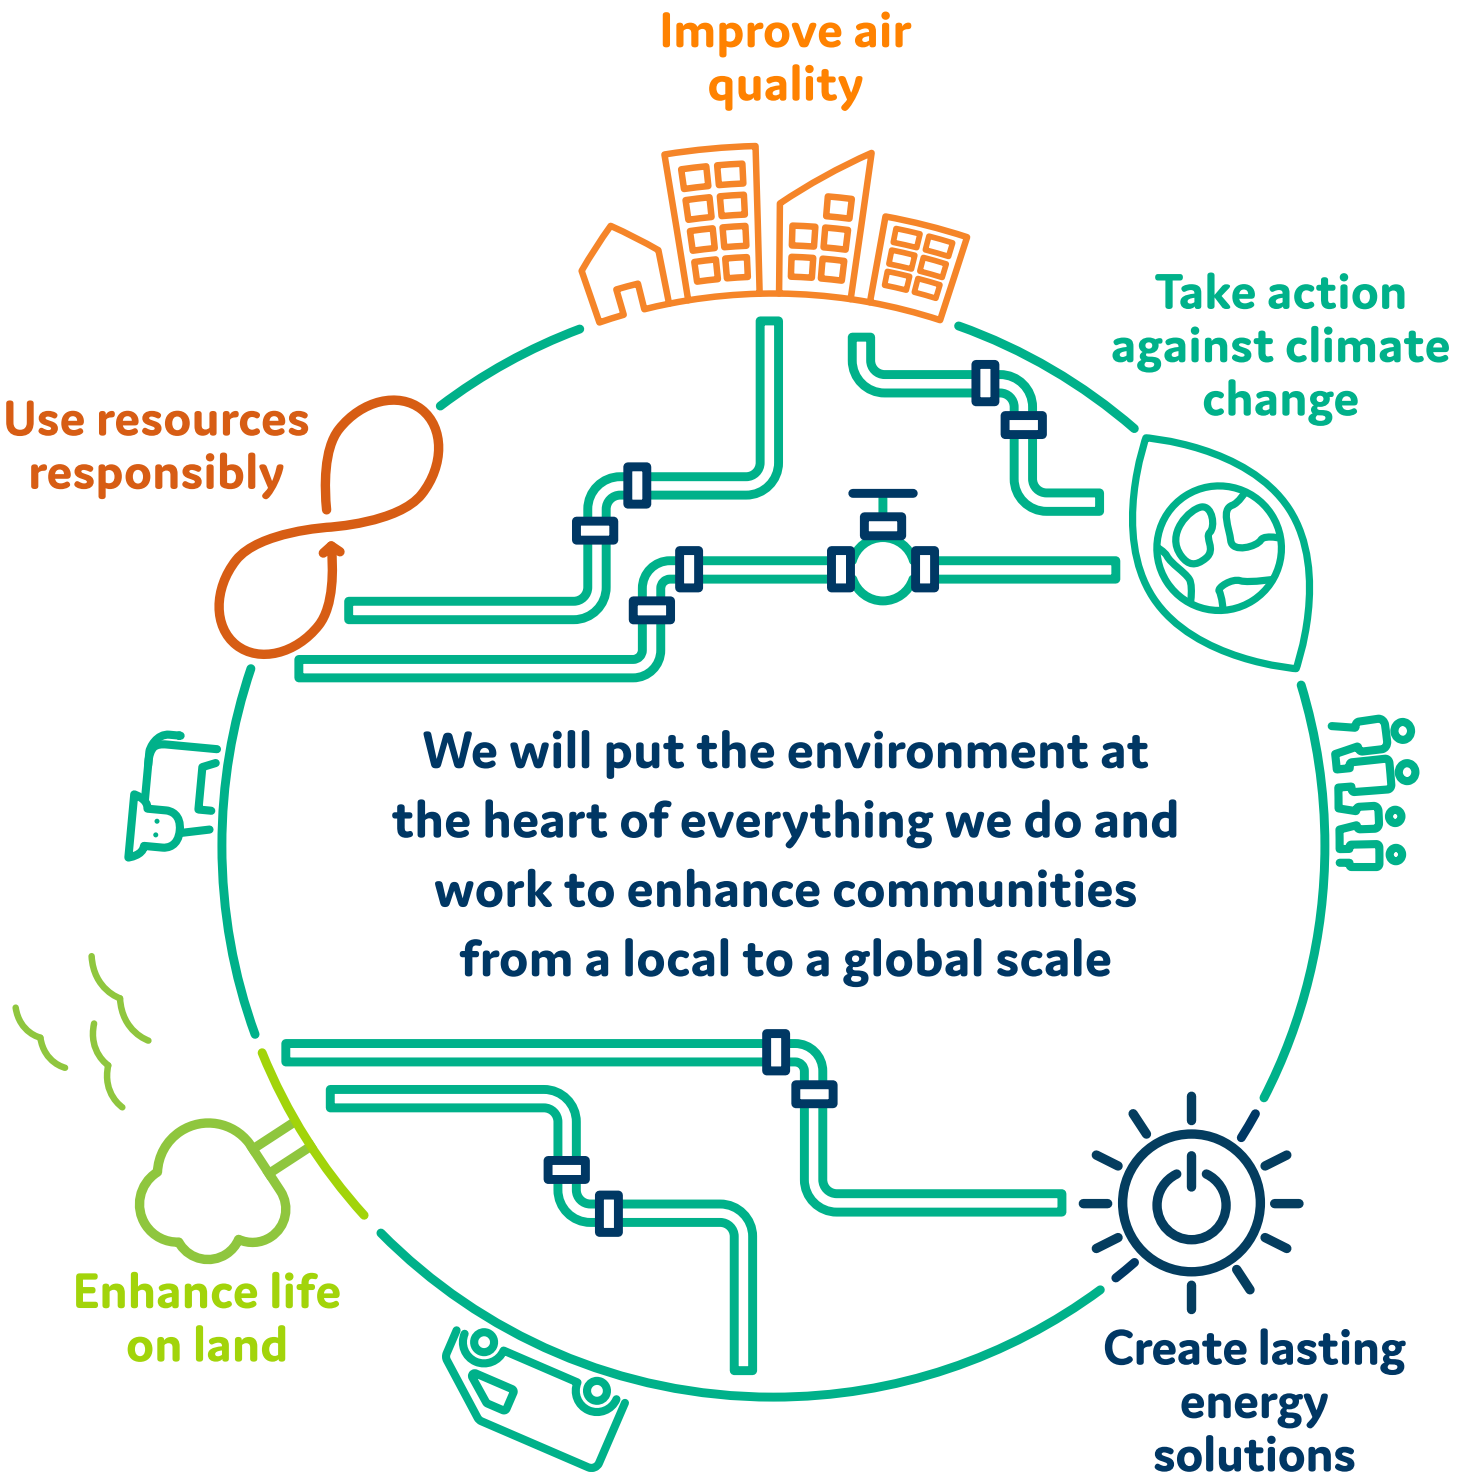 Improve air
quality
Take action
against climate
change
Use resources
responsibly
We will put the environment at
the heart of everything we do and
work to enhance communities
from a local to a global scale
Enhance life
on land
Create lasting
energy
solutions